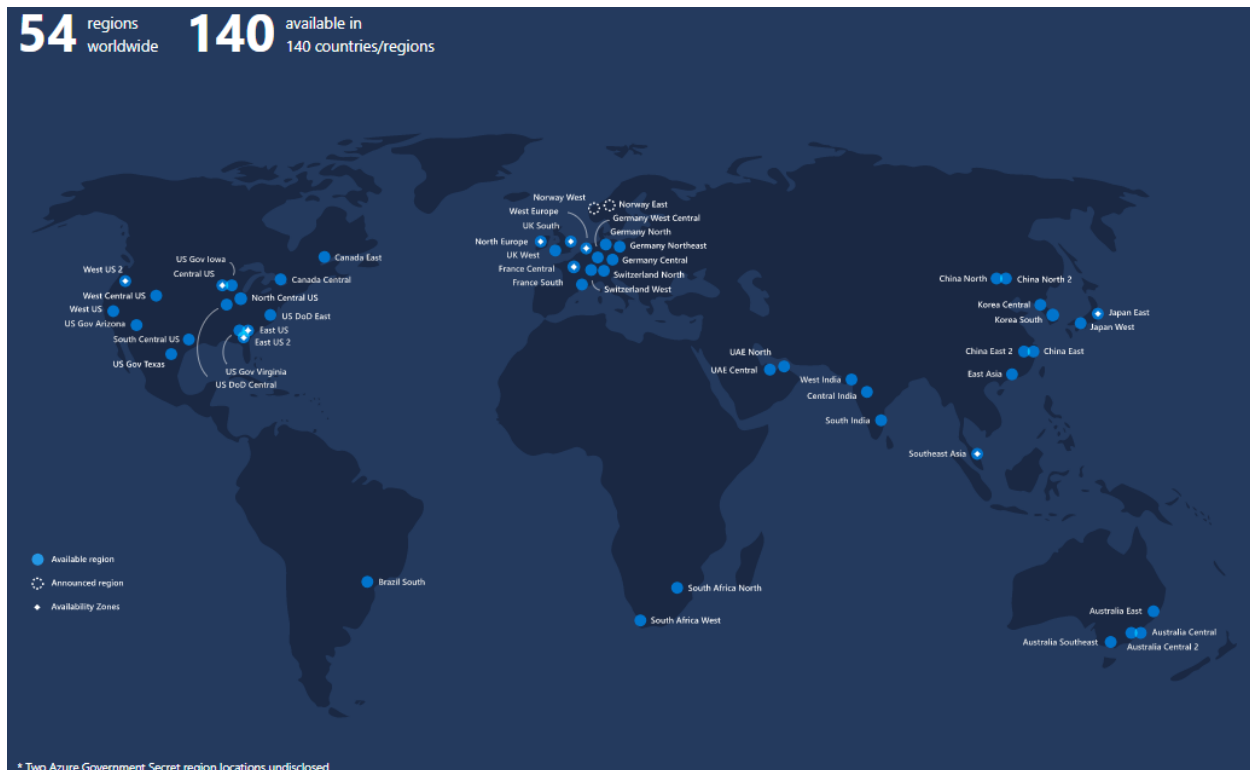 54 regions worldwide
140 available in 140 countries/regions
Norway West
Norway East
West Europe
Germany West Central
UK South
Germany North
North Europe
Germany Northeast
UK West
Germany Central
France Central
Switzerland North
France South
Switzerland West
US Gov Iowa
Canada East
West US 2
Central US
Canada Central
West Central US
North Central US
West US
US DoD East
US Gov Arizona
East US
South Central US
East US 2
US Gov Texas
US Gov Virginia
US DoD Central
China North
China North 2
Korea Central
Japan East
Korea South
Japan West
UAE North
China East 2
China East
UAE Central
East Asia
West India
Central India
South India
Southeast Asia
Available region
Announced region
Availability Zones
Brazil South
South Africa North
South Africa West
Australia East
Australia Central
Australia Southeast
Australia Central 2
* Two Azure Government Secret region locations undisclosed